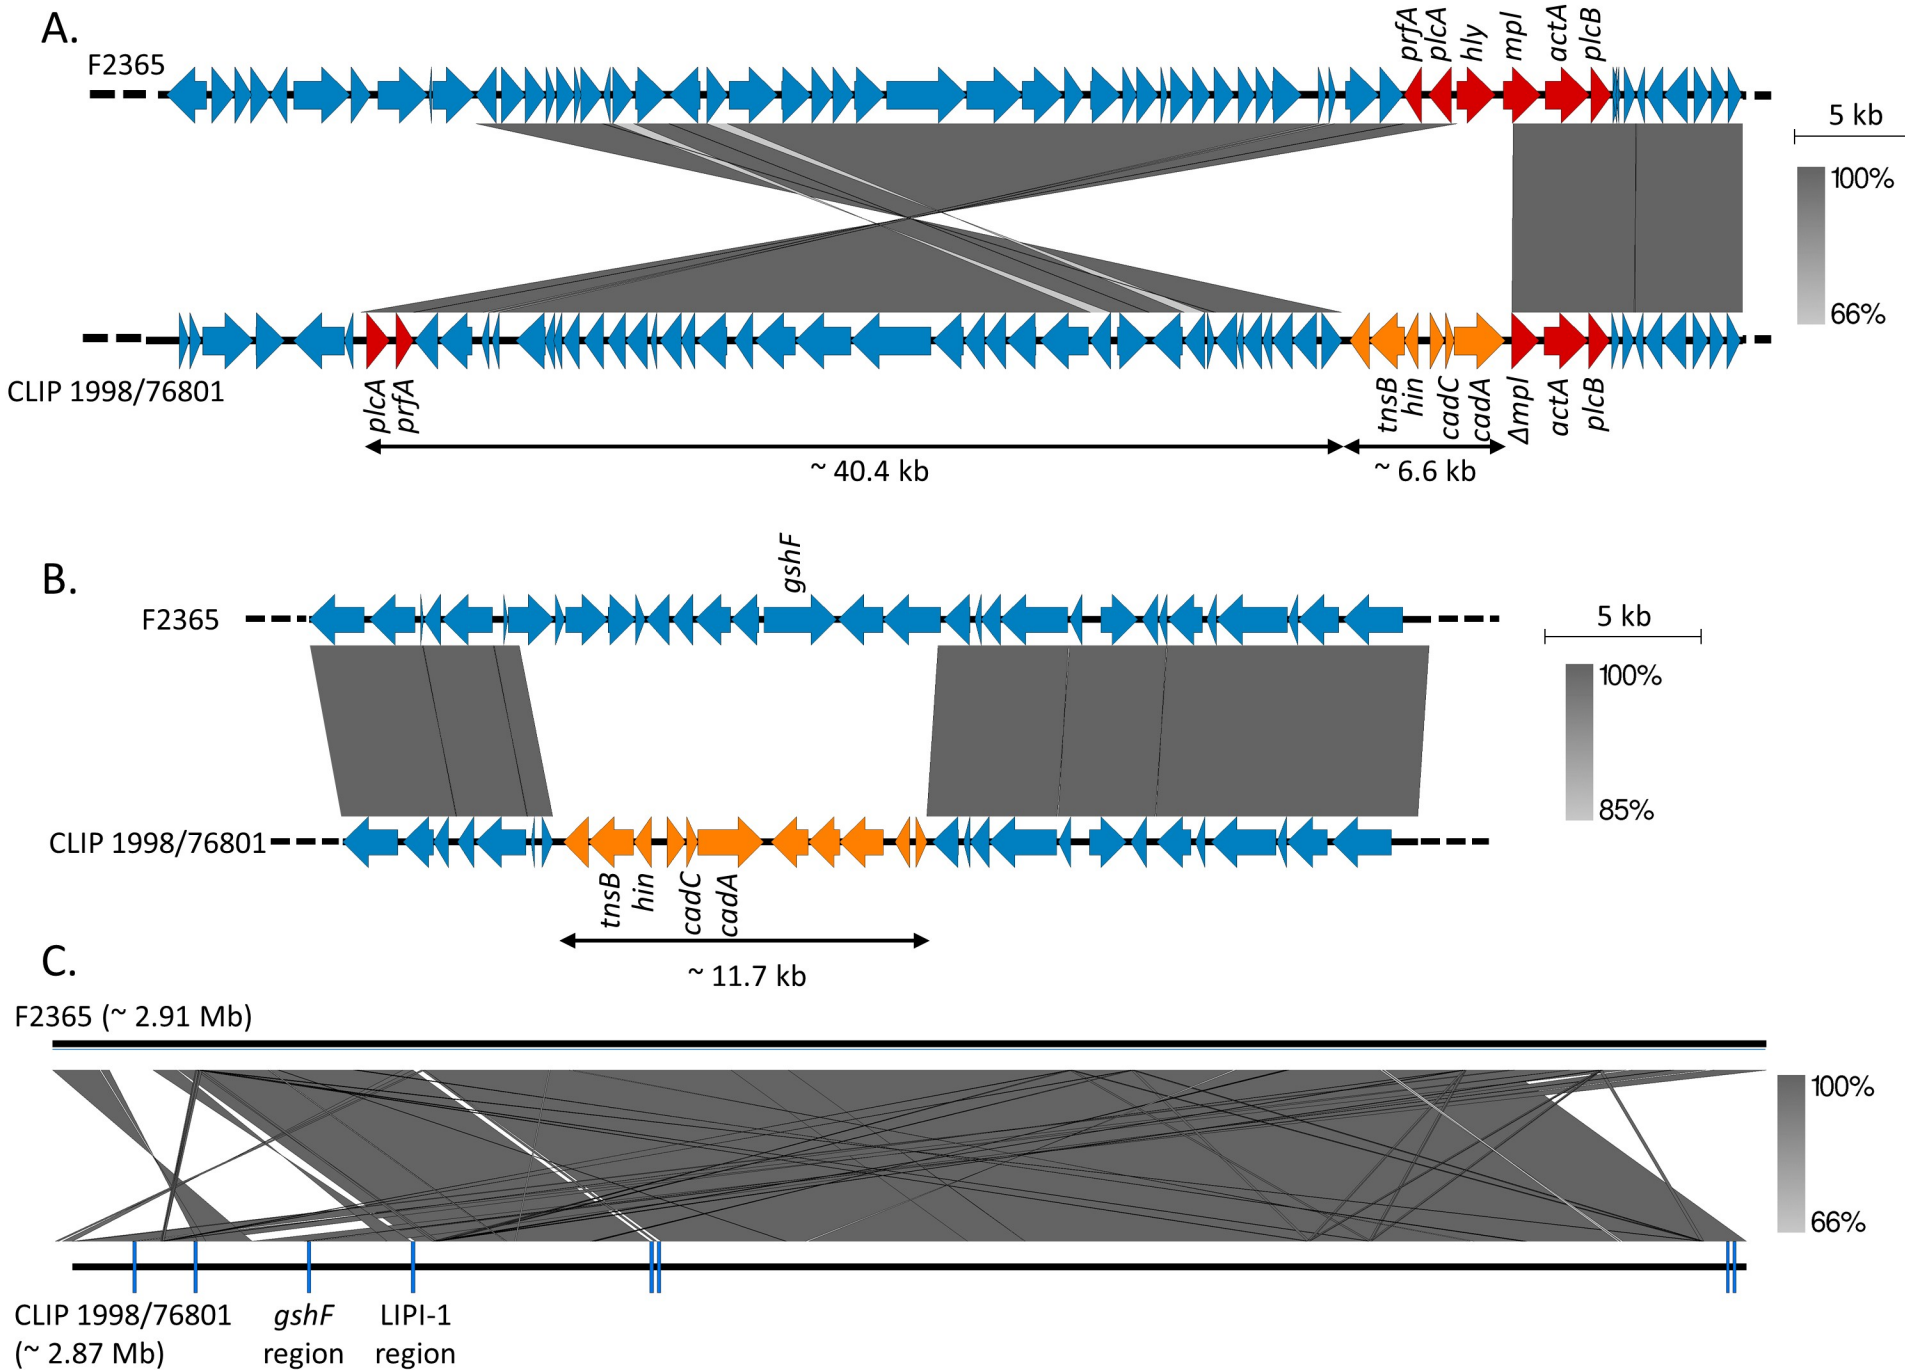 A.
F2365
prfA
plcA
hly
mpl
actA
plcB
5 kb
100%
66%
CLIP 1998/76801
plcA
prfA
tnsB
hin
cadC
cadA
Δmpl
actA
plcB
~ 40.4 kb
~ 6.6 kb
B.
gshF
F2365
5 kb
100%
85%
CLIP 1998/76801
tnsB
hin
cadC
cadA
~ 11.7 kb
C.
F2365 (~ 2.91 Mb)
100%
66%
CLIP 1998/76801
(~ 2.87 Mb)
gshF
region
LIPI-1
region